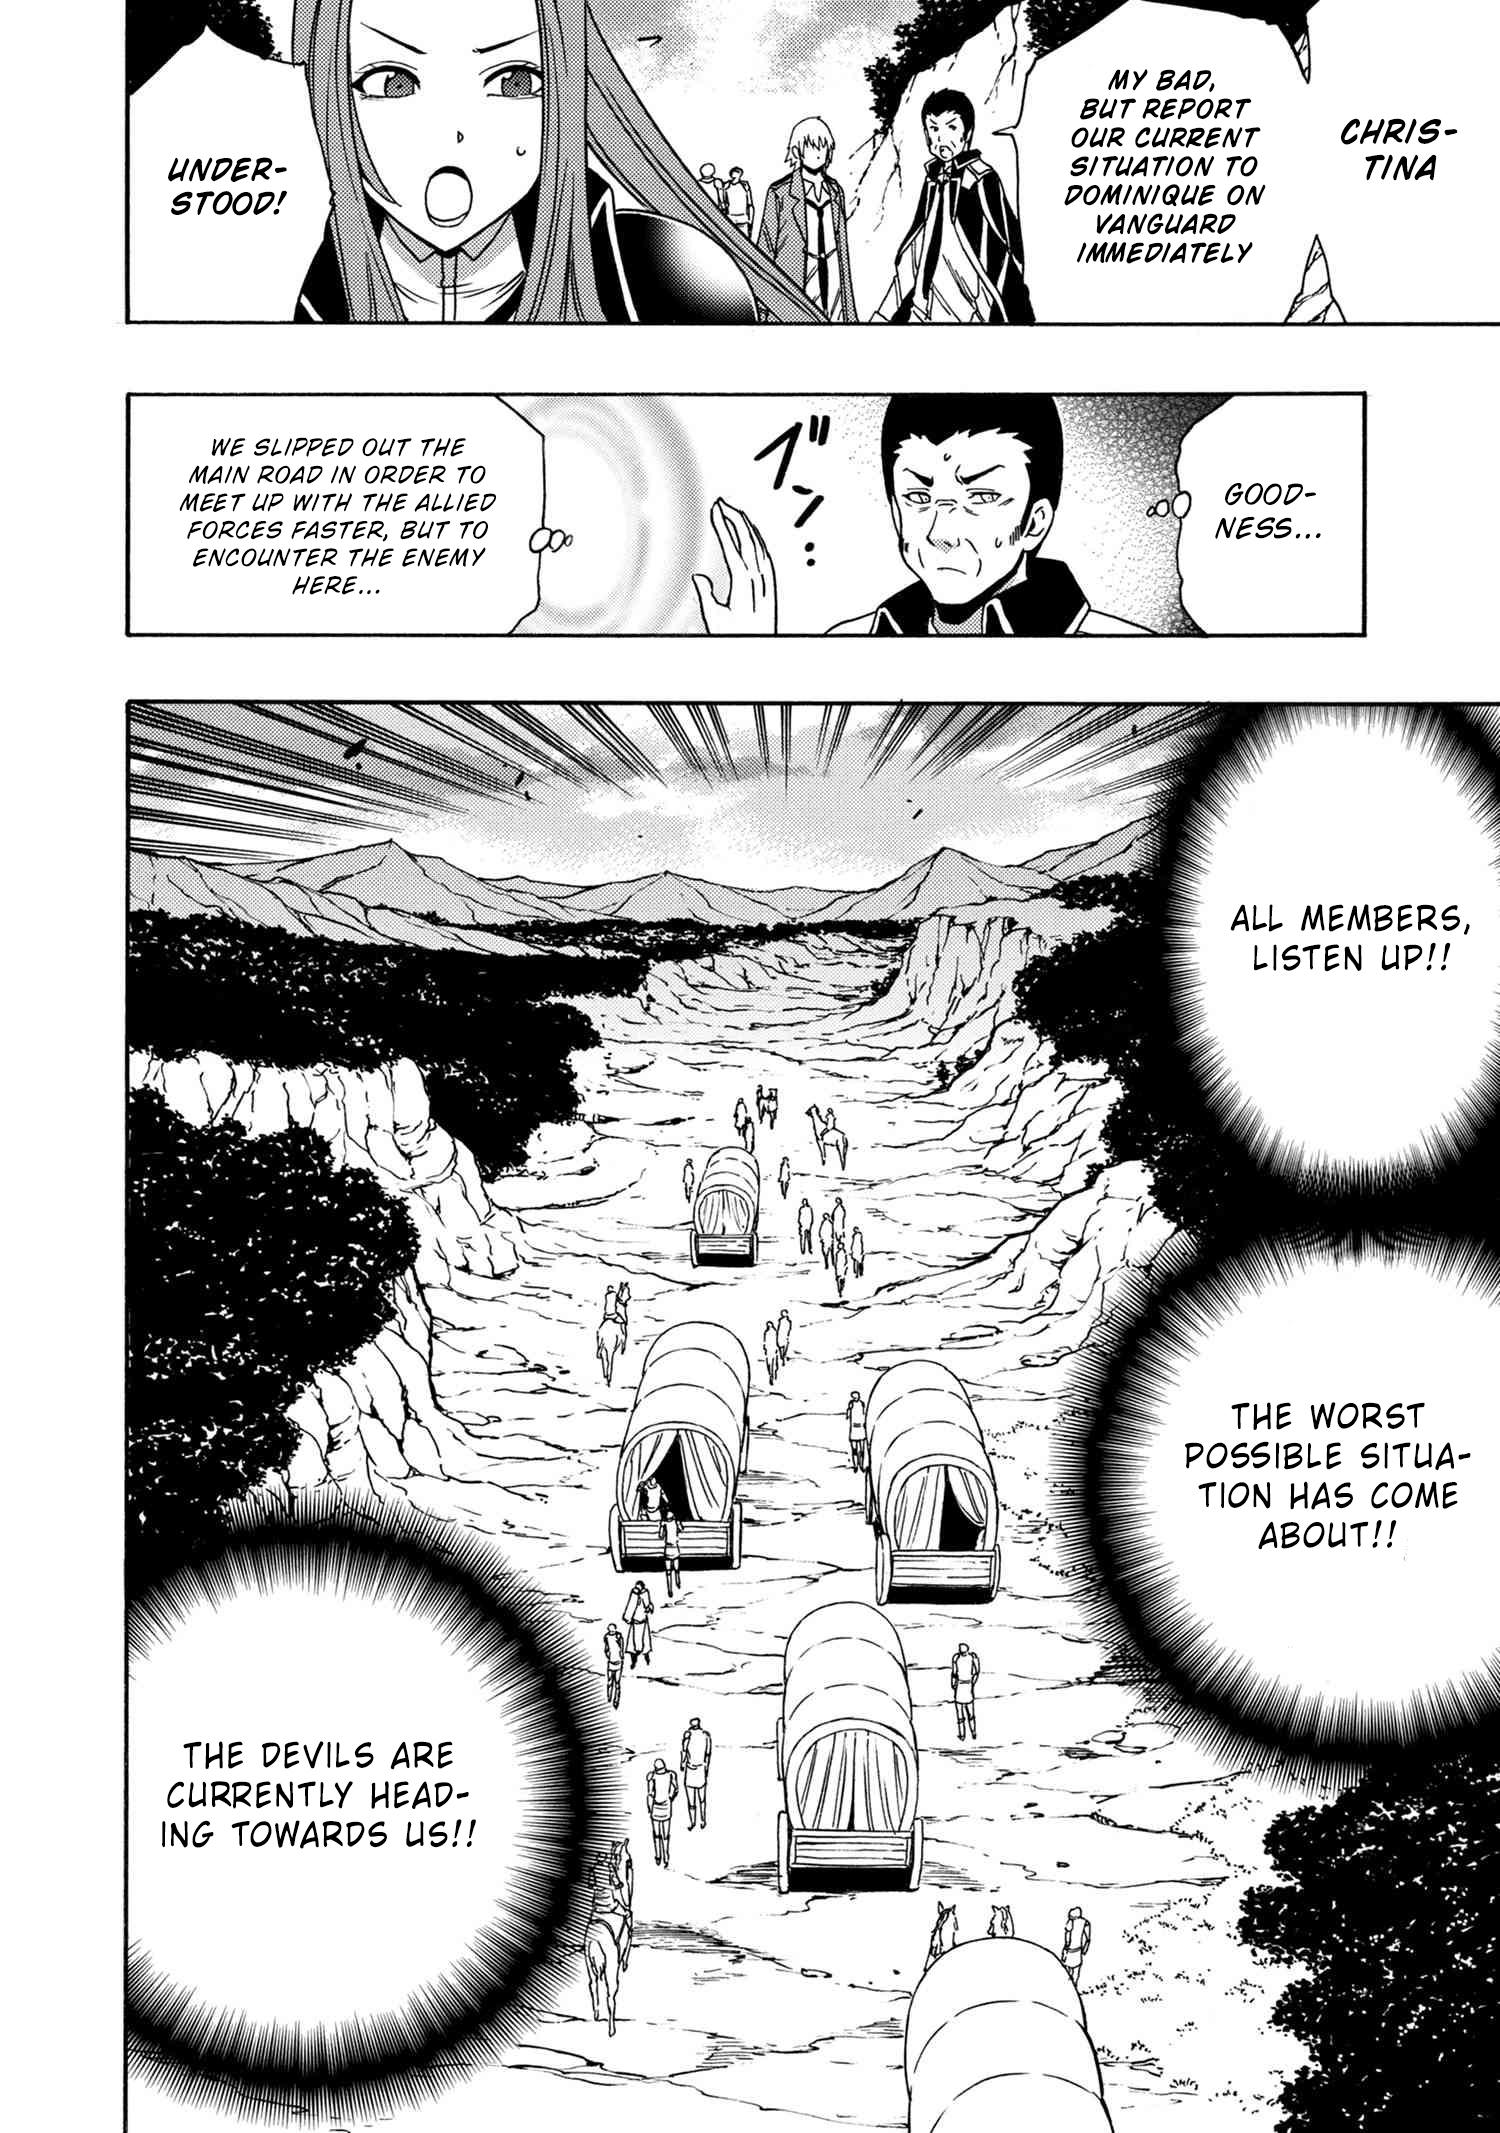 CHRIS-
TINA
MY BAD,
BUT REPORT
OUR CURRENT
SITUATION TO
DOMINIQUE ON
VANGUARD
IMMEDIATELY
UNDER-
STOOD!
GOOD-
NESS...
ズッ...
WE SLIPPED OUT THE
MAIN ROAD IN ORDER TO
MEET UP WITH THE ALLIED
FORCES FASTER, BUT TO
ENCOUNTER THE ENEMY
HERE...
ALL MEMBERS,
LISTEN UP!!
THE WORST
POSSIBLE SITUA-
TION HAS COME
ABOUT!!
THE DEVILS ARE
CURRENTLY HEAD-
ING TOWARDS US!!